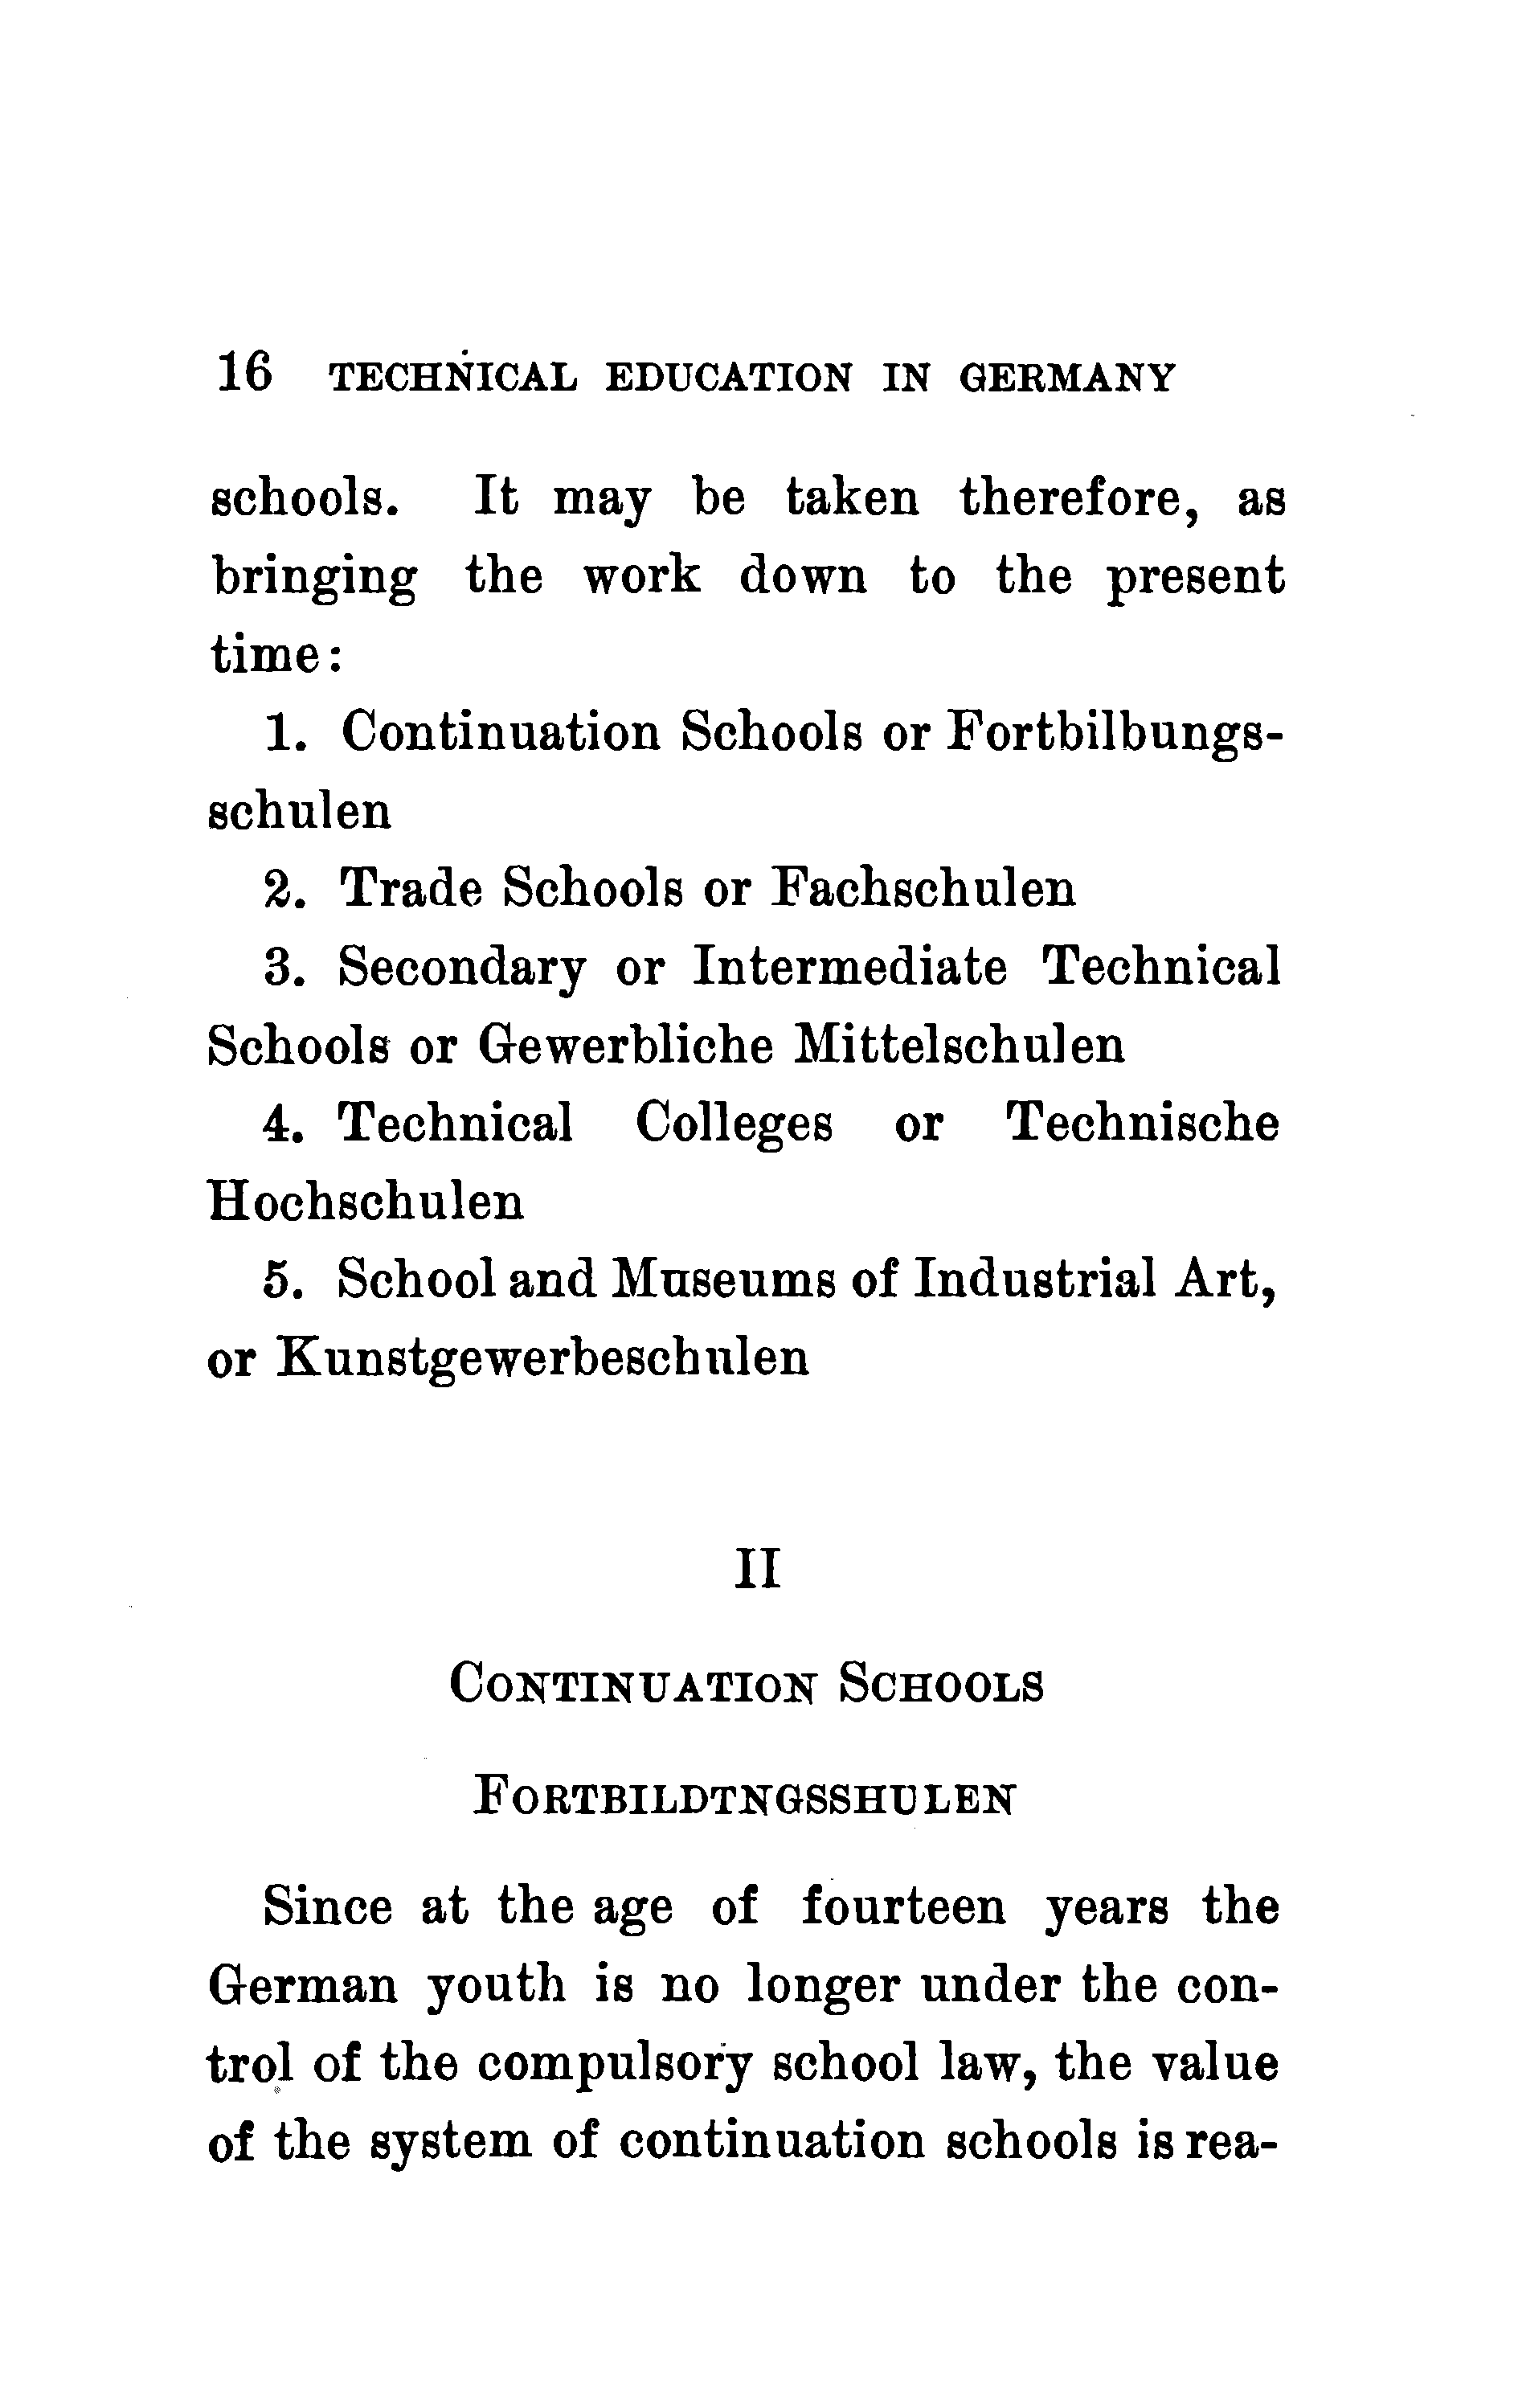 16 TECHNICAL EDUCATION IN GERMANY
schools. It may be taken therefore, as
bringing the work down to the present
time:
1. Continuation Schools or Fortbilbungs-
schulen
2. Trade Schools or Fachschulen
3. Secondary or Intermediate Technical
Schools or Gewerbliche Mittelschulen
4. Technical Colleges or Technische
Hochschulen
5. School and Museums of Industrial Art,
or Kunstgewerbeschulen
II
CONTINUATION SCHOOLS
FORTBILDTNGSSHULEN
Since at the age of fourteen years the
German youth is no longer under the con-
trol of the compulsory school law, the value
of the system of continuation schools is rea-